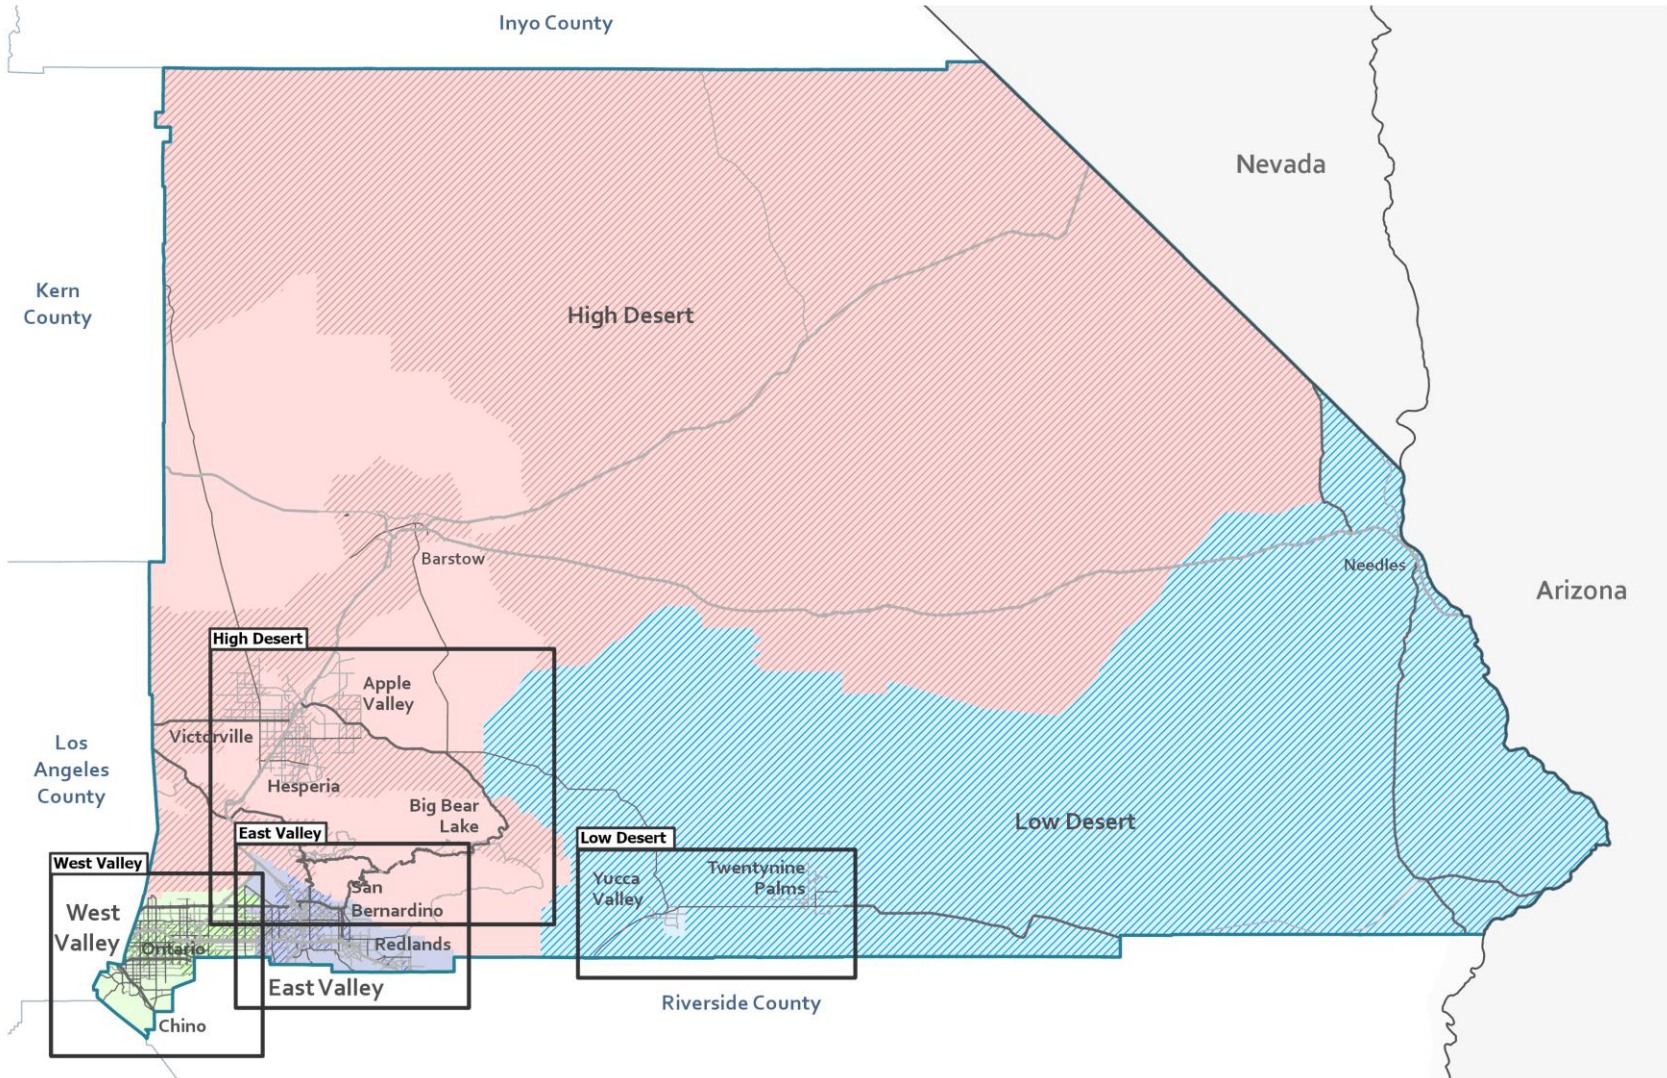 Inyo County
Nevada
Kern
County
High Desert
Barstow
Needles
Arizona
High Desert
Apple
Valley
Victorville
Los
Angeles
County
Hesperia
Big Bear
Lake
Low Desert
East Valley
Low Desert
West Valley
Twentynine
Palms
Yucca
Valley
San
Bernardino
West
Valley
Ontario
Redlands
East Valley
Riverside County
Chino